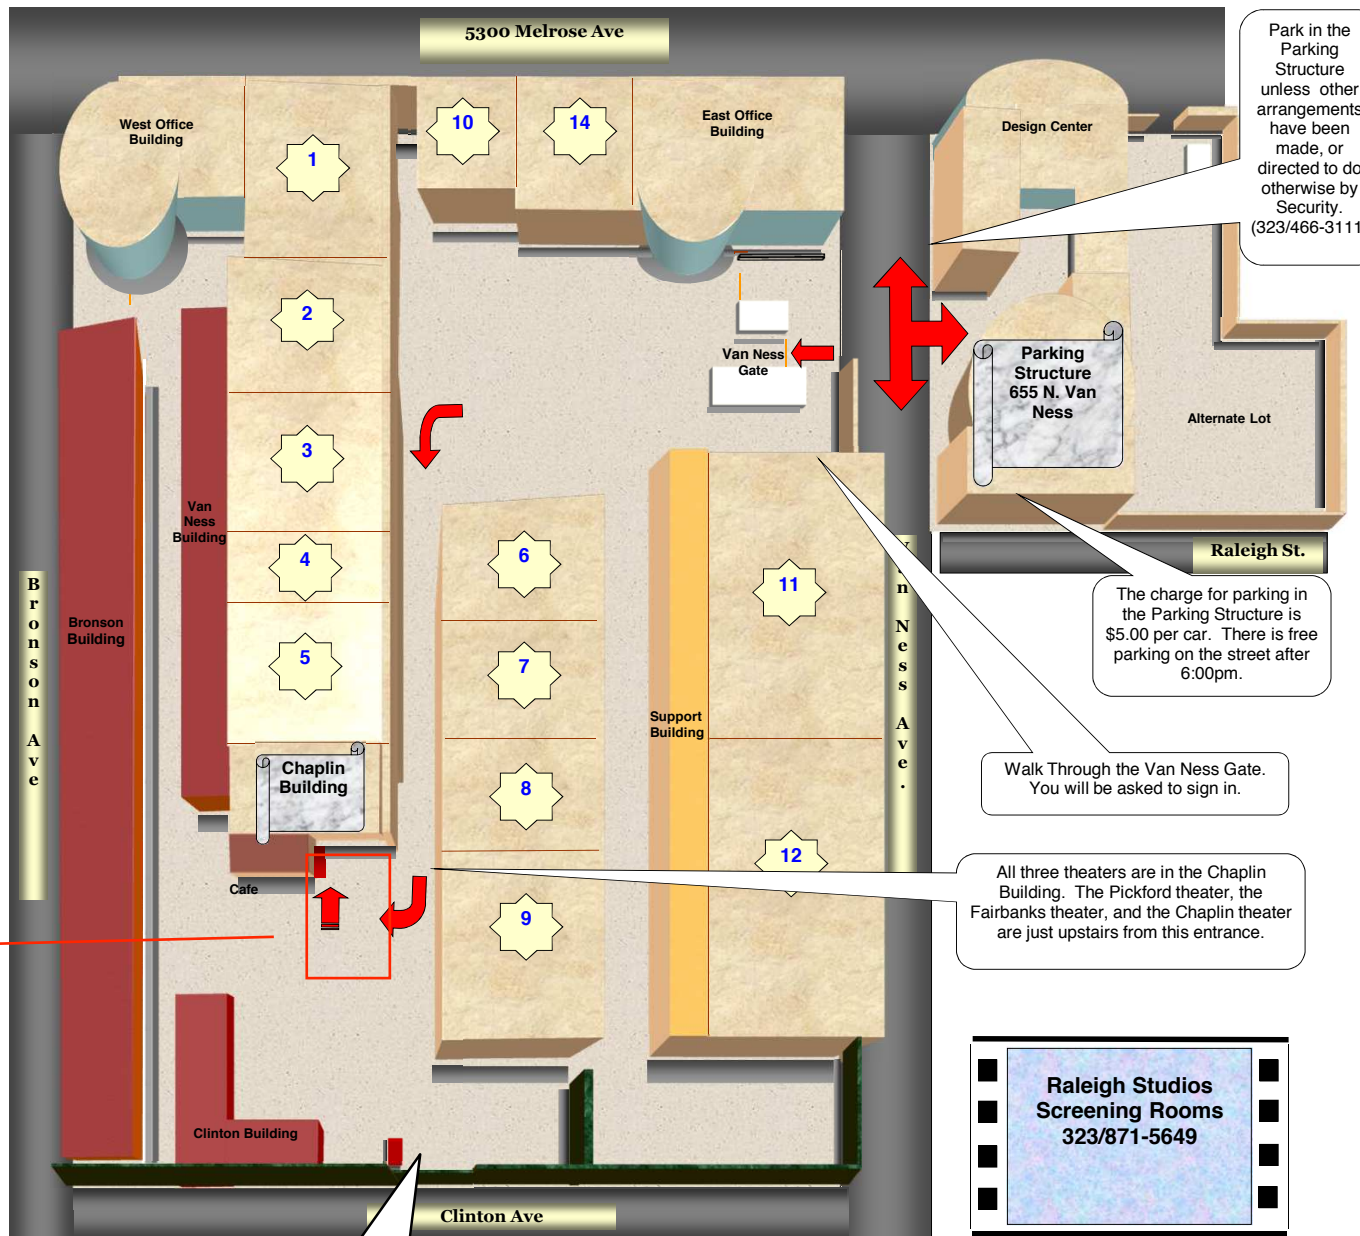 5300 Melrose Ave
Park in the
Parking
Structure
unless other
arrangements
have been
made, or
directed to do
otherwise by
Security.
(323/466-3111
West Office
Building
1
10
14
East Office
Building
Design Center
2
Van Ness
Gate
Parking
Structure
655 N. Van
Ness
Alternate Lot
3
Van
Ness
Building
4
6
11
Raleigh St.
Bronson Ave
Bronson
Building
5
7
Van Ness Ave.
The charge for parking in
the Parking Structure is
$5.00 per car. There is free
parking on the street after
6:00pm.
Support
Building
Chaplin
Building
8
Walk Through the Van Ness Gate.
You will be asked to sign in.
12
Cafe
9
All three theaters are in the Chaplin
Building. The Pickford theater, the
Fairbanks theater, and the Chaplin theater
are just upstairs from this entrance.
Raleigh Studios
Screening Rooms
323/871-5649
Clinton Building
Clinton Ave